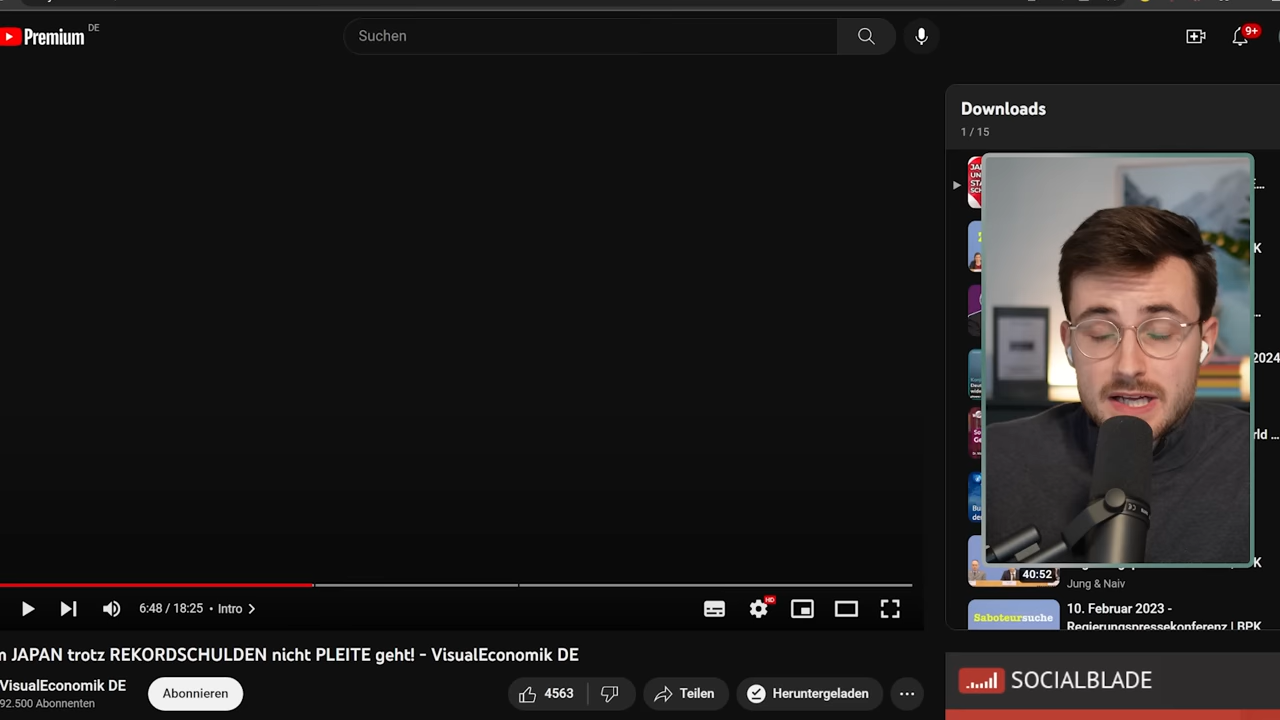 Premium DE
Suchen
9+
Downloads
1 / 15
40:52
Jung & Naiv
10. Februar 2023 -
Regierungspressekonferenz | BPK
Saboteursuche
6:48 / 18:25 • Intro
HD
JAPAN trotz REKORDSCHULDEN nicht PLEITE geht! - VisualEconomik DE
VisualEconomik DE
92.500 Abonnenten
Abonnieren
4563
Teilen
Heruntergeladen
SOCIALBLADE